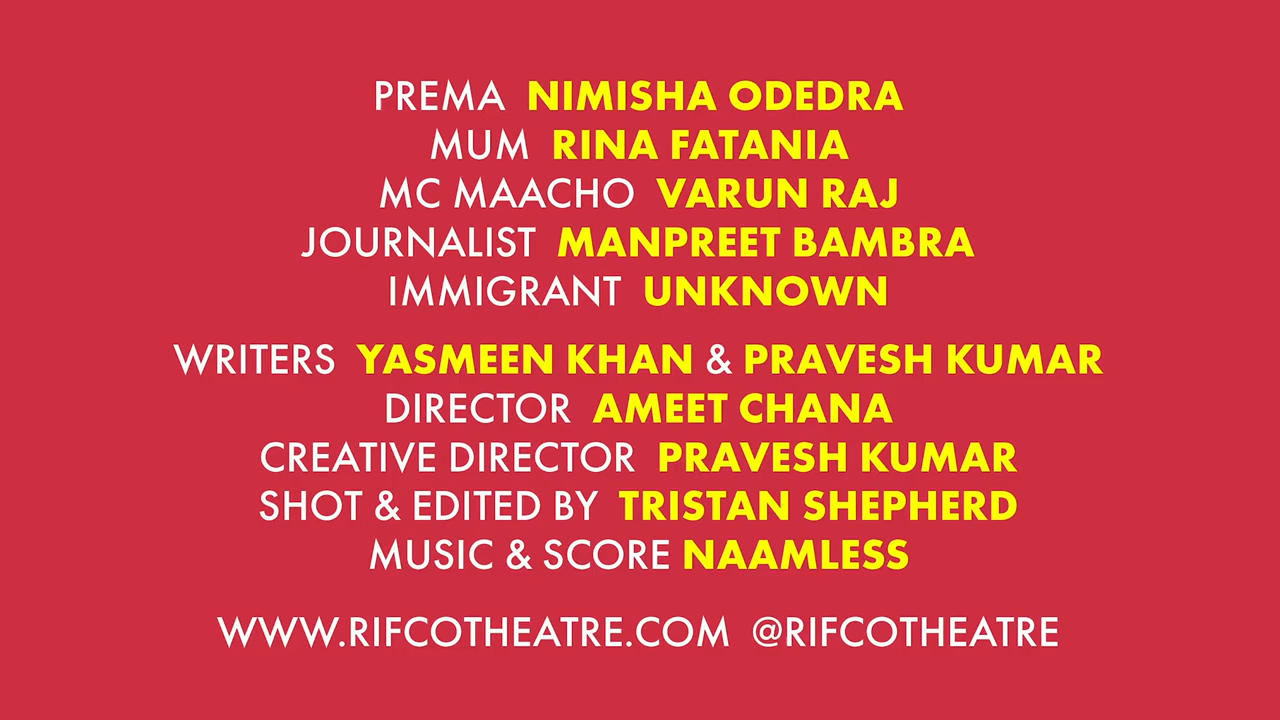 PREMA NIMISHA ODEDRA
MUM RINA FATANIA
MC MAACHO VARUN RAJ
JOURNALIST MANPREET BAMBRA
IMMIGRANT UNKNOWN
WRITERS YASMEEN KHAN & PRAVESH KUMAR
DIRECTOR AMEET CHANA
CREATIVE DIRECTOR PRAVESH KUMAR
SHOT & EDITED BY TRISTAN SHEPHERD
MUSIC & SCORE NAAMLESS
WWW.RIFCOTHEATRE.COM @RIFCOTHEATRE